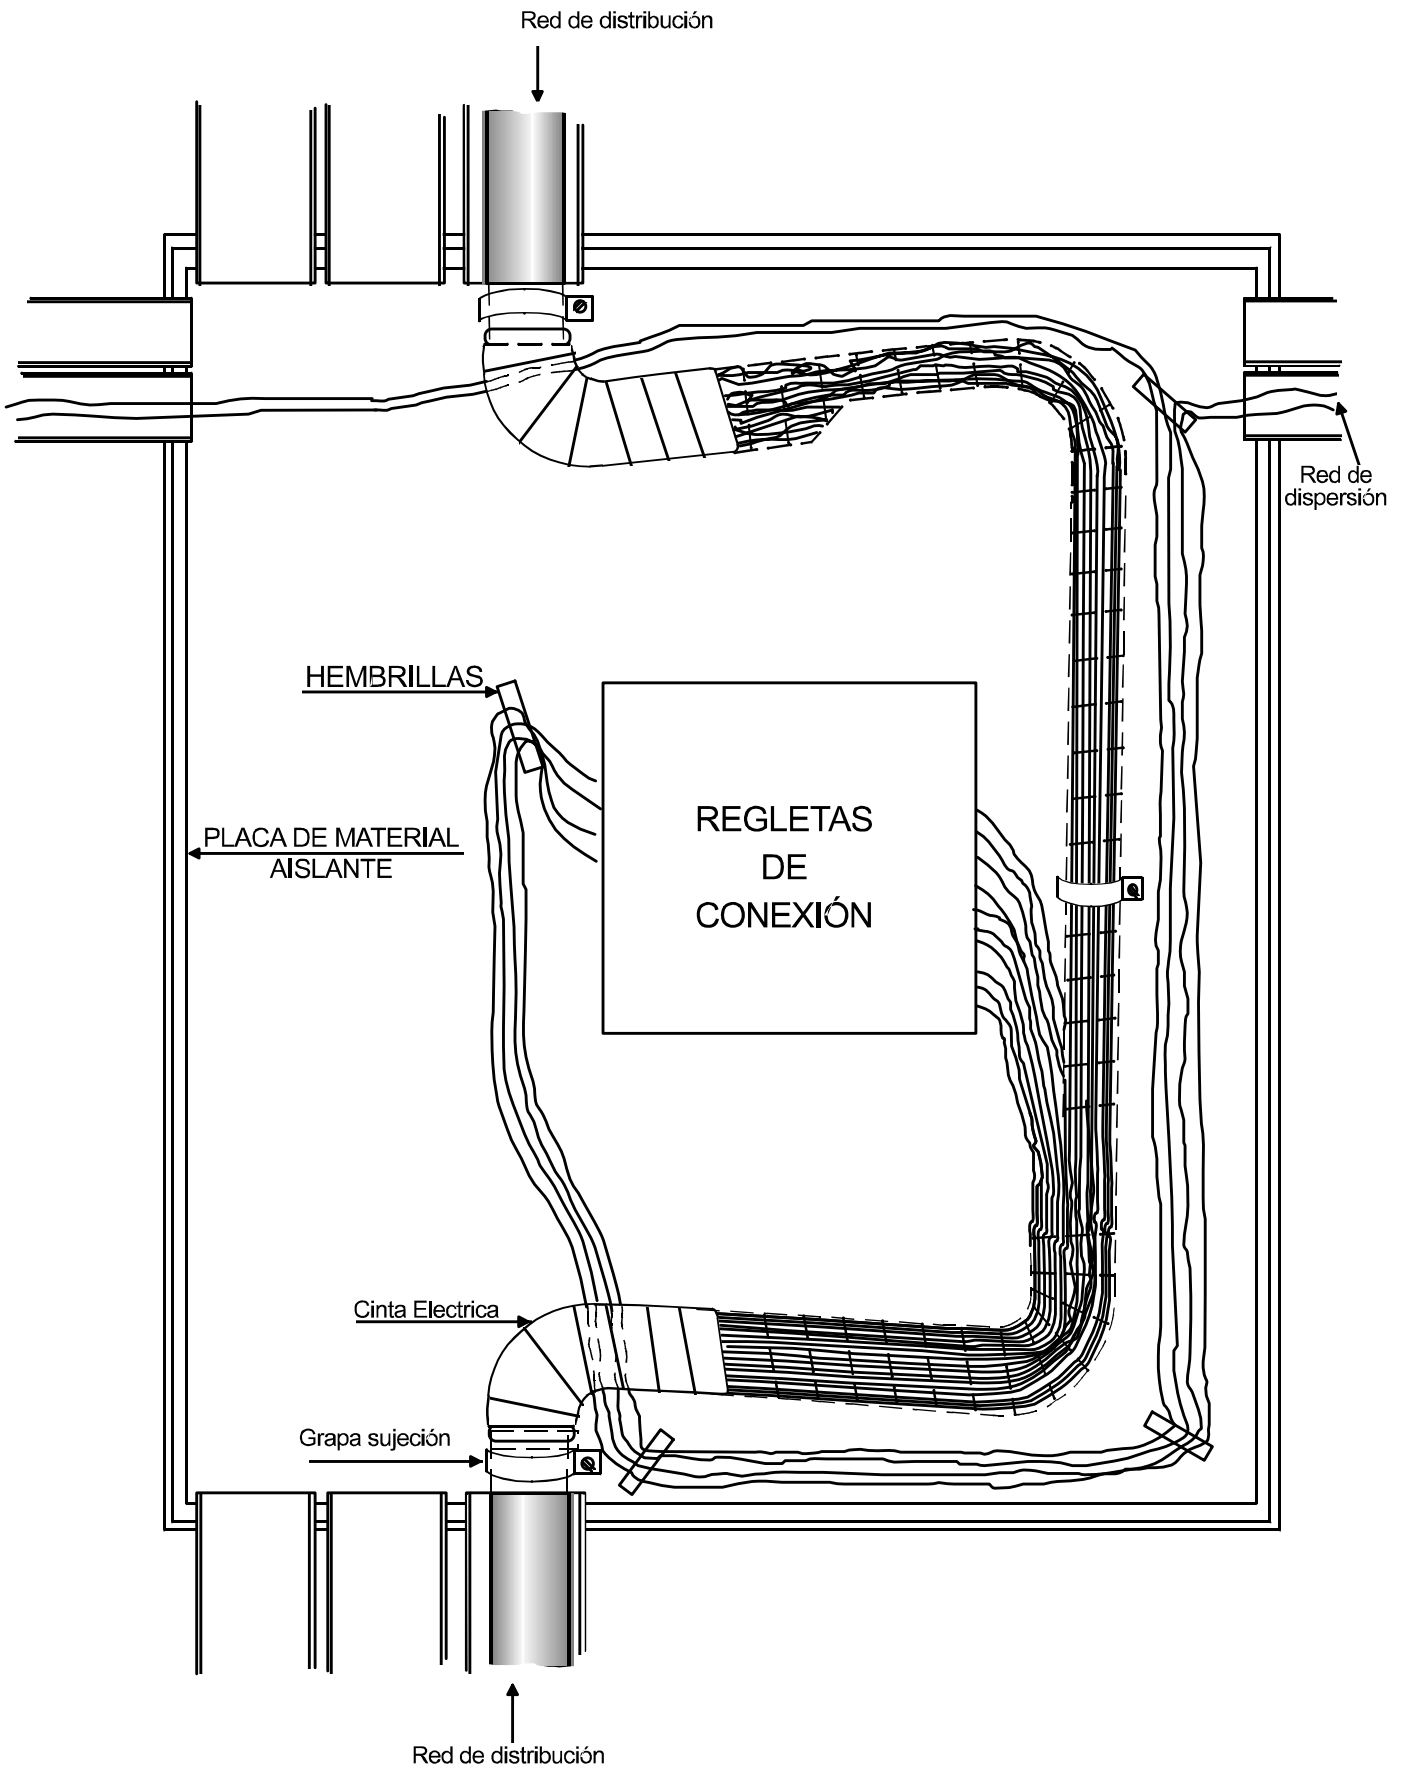 Red de distribución
Red de
dispersión
HEMBRILLAS
REGLETAS
DE
CONEXIÓN
PLACA DE MATERIAL
AISLANTE
Cinta Electrica
Grapa sujeción
Red de distribución